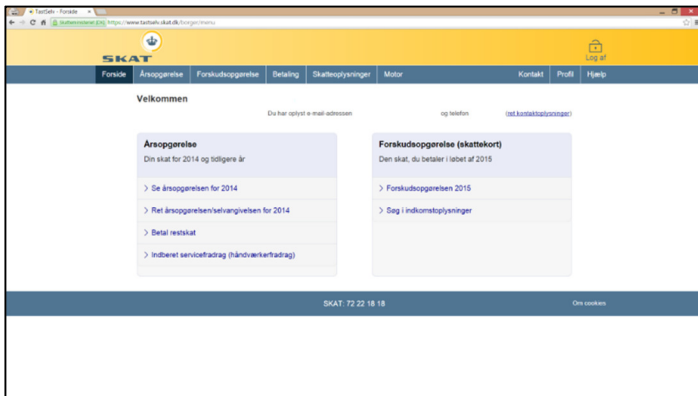 TastSelv - Forside
https://www.tastselv.skat.dk/borger/menu
SKAT
Log af
Forside Årsopgørelse Forskudsopgørelse Betaling Skatteoplysninger Motor Kontakt Profil Hjælp
Velkommen
Du har oplyst e-mail-adressen og telefon (ret kontaktoplysninger)
Årsopgørelse
Din skat for 2014 og tidligere år
> Se årsopgørelsen for 2014
> Ret årsopgørelsen/selvangivelsen for 2014
> Betal restskat
> Indberet servicefradrag (håndværkerfradrag)
Forskudsopgørelse (skattekort)
Den skat, du betaler i løbet af 2015
> Forskudsopgørelsen 2015
> Søg i indkomstoplysninger
SKAT: 72 22 18 18
Om cookies